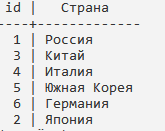 id |    Страна
---+-------------
 1 | Россия
 3 | Китай
 4 | Италия
 5 | Южная Корея
 6 | Германия
 2 | Япония